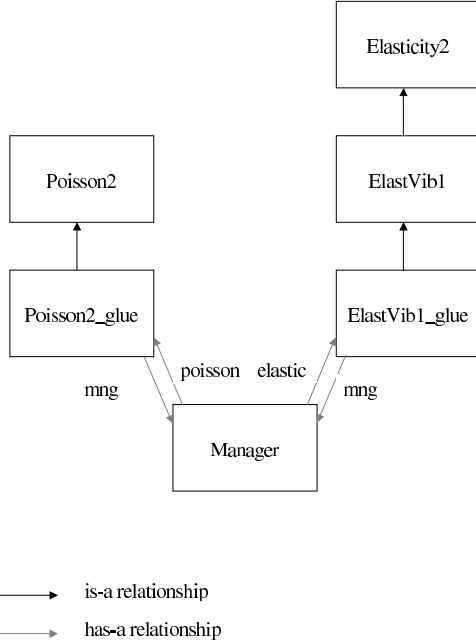 Elasticity2
Poisson2
ElastVib1
Poisson2_glue
ElastVib1_glue
poisson
elastic
mng
mng
Manager
is-a relationship
has-a relationship